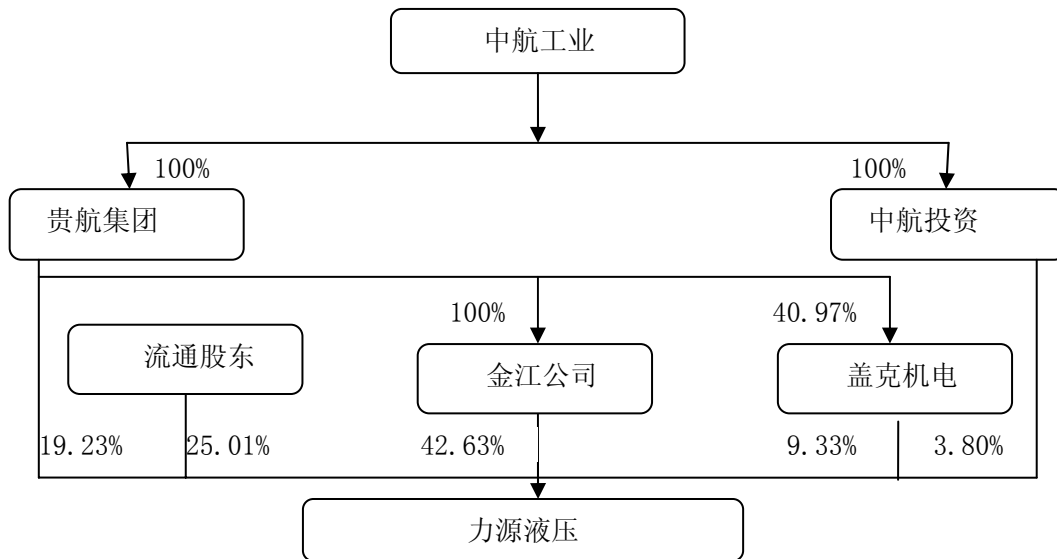 中航工业
100%
100%
贵航集团
中航投资
100%
40.97%
流通股东
金江公司
盖克机电
19.23%
25.01%
42.63%
9.33%
3.80%
力源液压